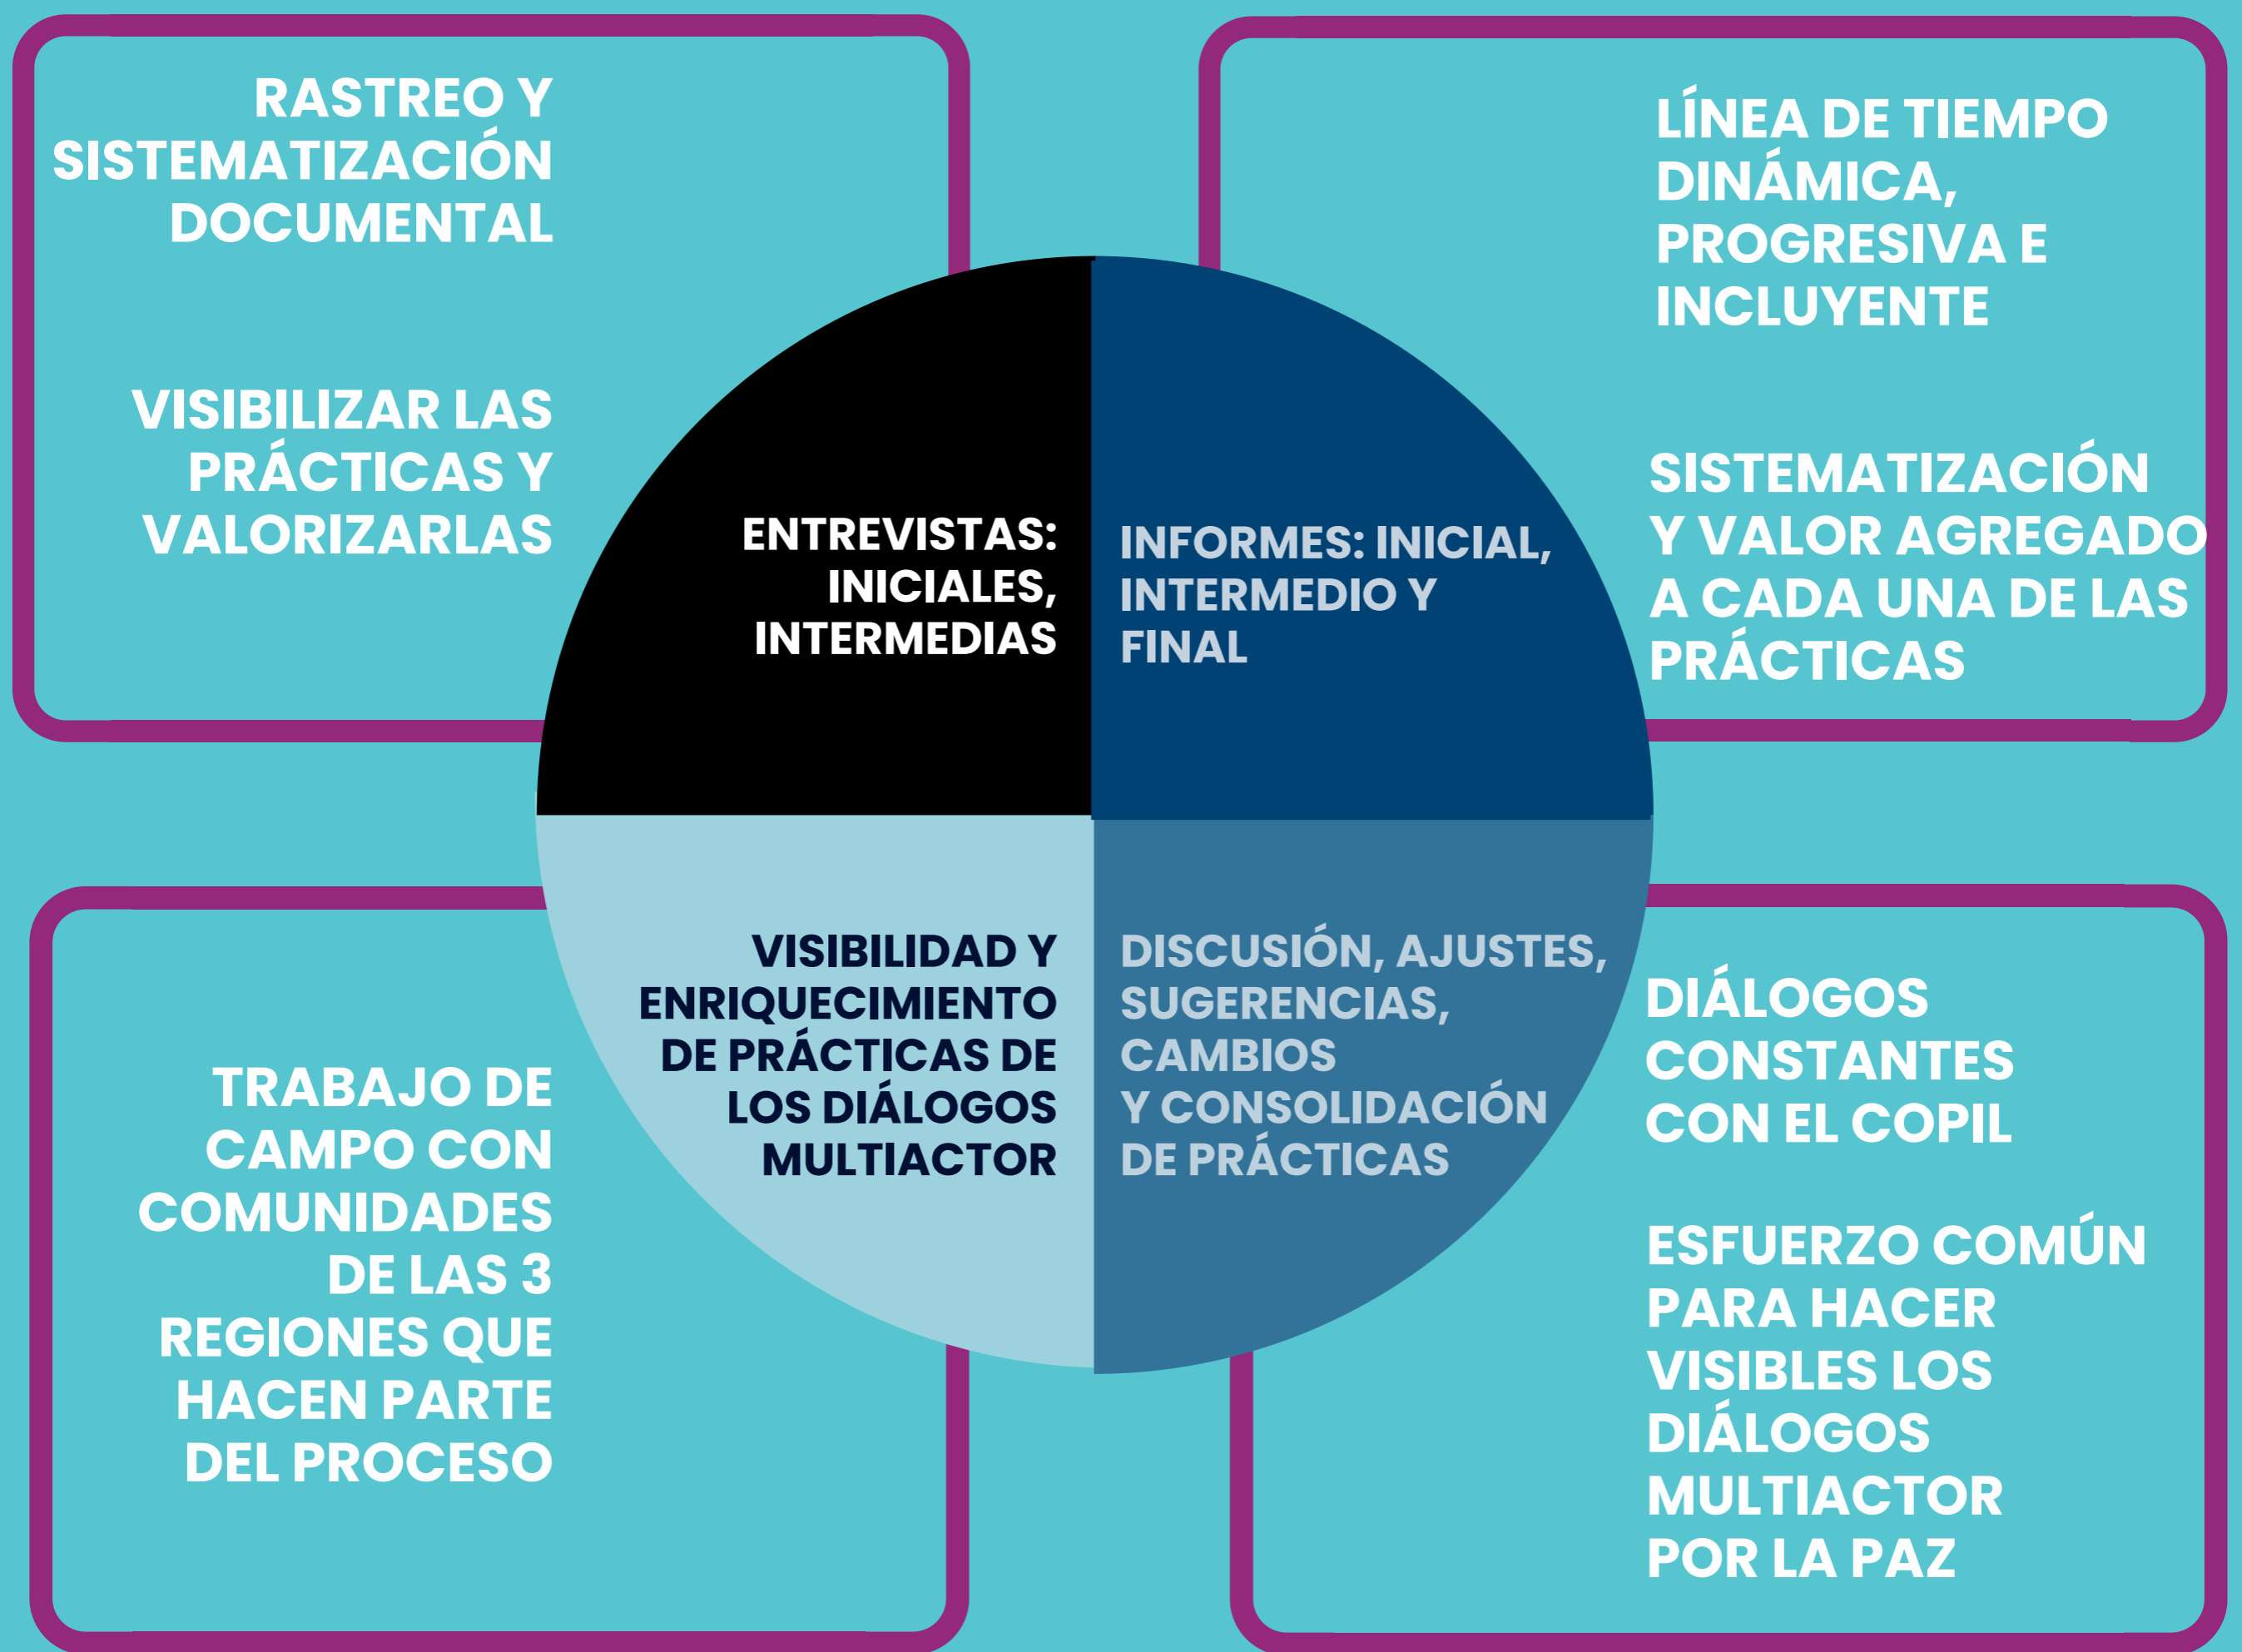 RASTREO Y
SISTEMATIZACIÓN
DOCUMENTAL
VISIBILIZAR LAS
PRÁCTICAS Y
VALORIZARLAS
ENTREVISTAS:
INICIALES,
INTERMEDIAS
LÍNEA DE TIEMPO
DINÁMICA,
PROGRESIVA E
INCLUYENTE
SISTEMATIZACIÓN
Y VALOR AGREGADO
A CADA UNA DE LAS
PRÁCTICAS
INFORMES: INICIAL,
INTERMEDIO Y
FINAL
TRABAJO DE
CAMPO CON
COMUNIDADES
DE LAS 3
REGIONES QUE
HACEN PARTE
DEL PROCESO
VISIBILIDAD Y
ENRIQUECIMIENTO
DE PRÁCTICAS DE
LOS DIÁLOGOS
MULTIACTOR
DISCUSIÓN, AJUSTES,
SUGERENCIAS,
CAMBIOS
Y CONSOLIDACIÓN
DE PRÁCTICAS
DIÁLOGOS
CONSTANTES
CON EL COPIL
ESFUERZO COMÚN
PARA HACER
VISIBLES LOS
DIÁLOGOS
MULTIACTOR
POR LA PAZ